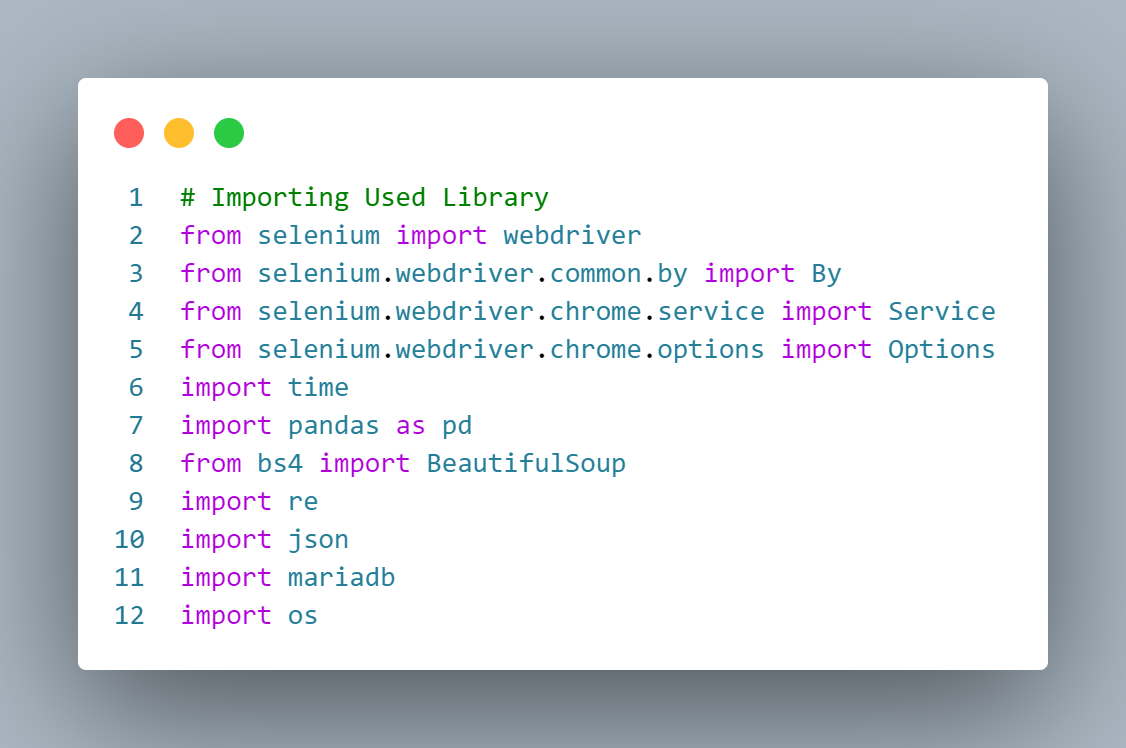 1 # Importing Used Library
2 from selenium import webdriver
3 from selenium.webdriver.common.by import By
4 from selenium.webdriver.chrome.service import Service
5 from selenium.webdriver.chrome.options import Options
6 import time
7 import pandas as pd
8 from bs4 import BeautifulSoup
9 import re
10 import json
11 import mariadb
12 import os